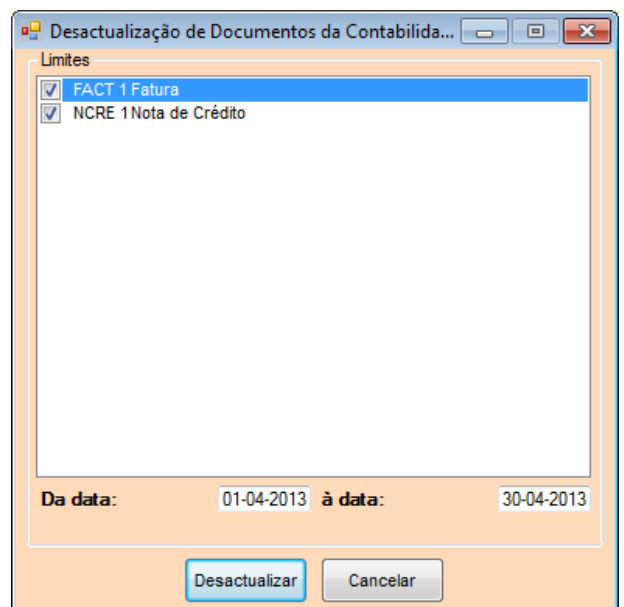 Desactualização de Documentos da Contabilida...
Limites
FACT 1 Fatura
NCRE 1 Nota de Crédito
Da data: 01-04-2013 à data: 30-04-2013
Desactualizar Cancelar